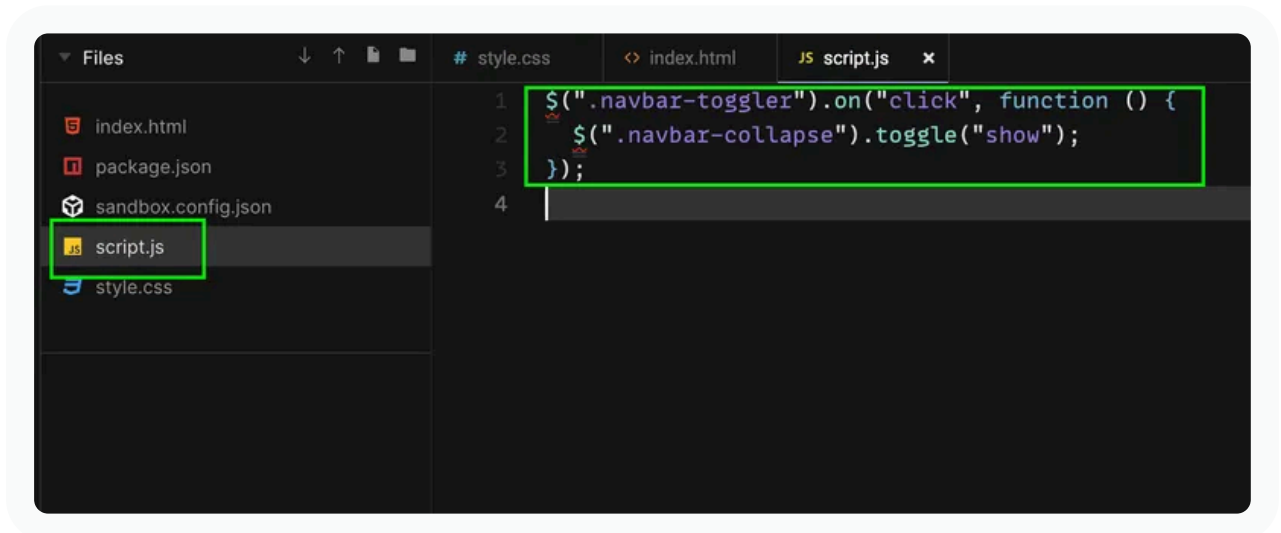 Files
# style.css
<> index.html
JS script.js ×
index.html
package.json
sandbox.config.json
JS script.js
style.css
1 $(".navbar-toggler").on("click", function () {
2 $(".navbar-collapse").toggle("show");
3 });
4